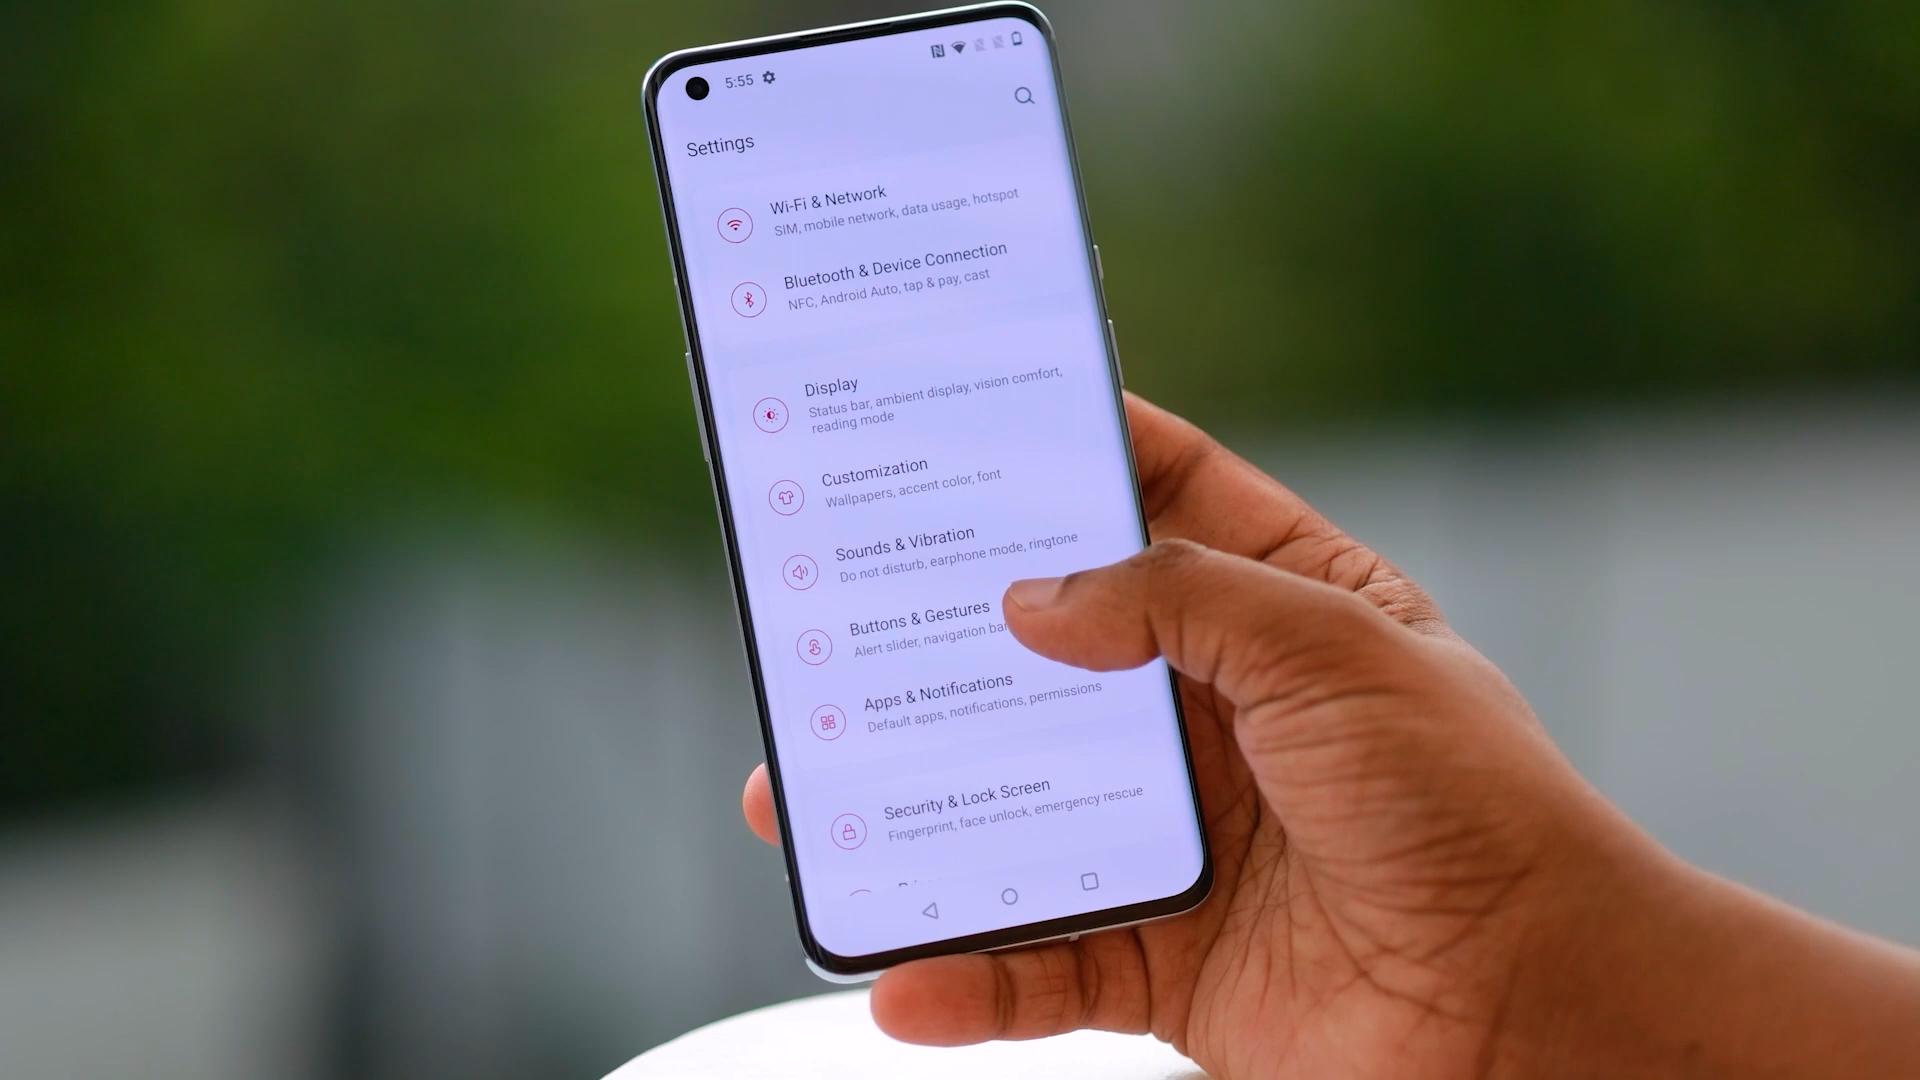 5:55
Settings
Wi-Fi & Network
SIM, mobile network, data usage, hotspot
Bluetooth & Device Connection
NFC, Android Auto, tap & pay, cast
Display
Status bar, ambient display, vision comfort,
reading mode
Customization
Wallpapers, accent color, font
Sounds & Vibration
Do not disturb, earphone mode, ringtone
Buttons & Gestures
Alert slider, navigation
Apps & Notifications
Default apps, notifications, permissions
Security & Lock Screen
Fingerprint, face unlock, emergency rescue